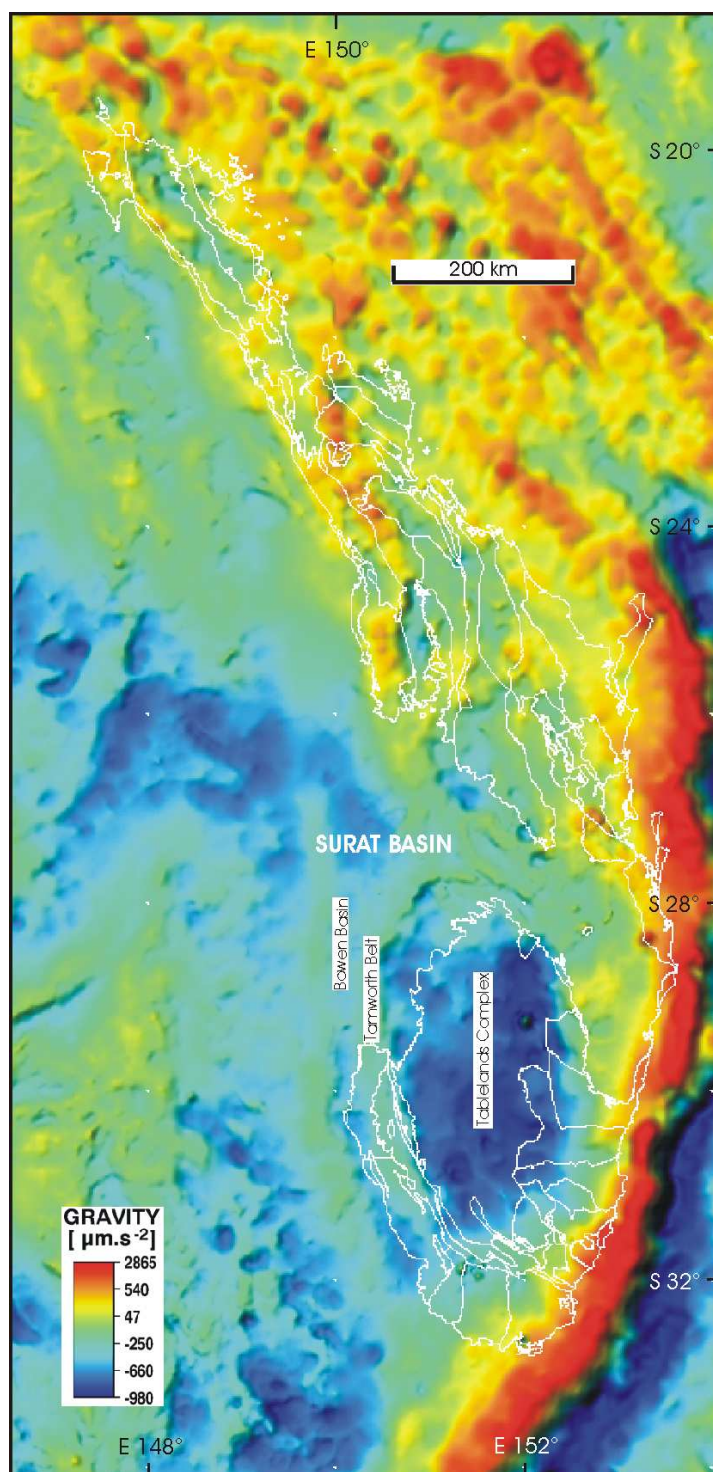 E 150°
S 20°
200 km
S 24°
SURAT BASIN
S 28°
Bowen Basin
Tamworth Belt
Tablelands Complex
GRAVITY
[ µm.s⁻² ]
2865
540
47
-250
-660
-980
S 32°
E 148°
E 152°